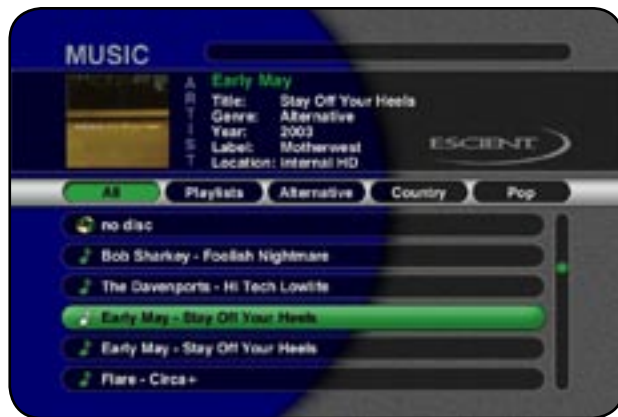 MUSIC
ARTIST
Early May
Title: Stay Off Your Heels
Genre: Alternative
Year: 2003
Label: Motherwest
Location: Internal HD
ESCIENT
All Playlists Alternative Country Pop
no disc
Bob Sharkey - Foolish Nightmare
The Davenports - Hi Tech Lowlife
Early May - Stay Off Your Heels
Early May - Stay Off Your Heels
Flare - Circa+